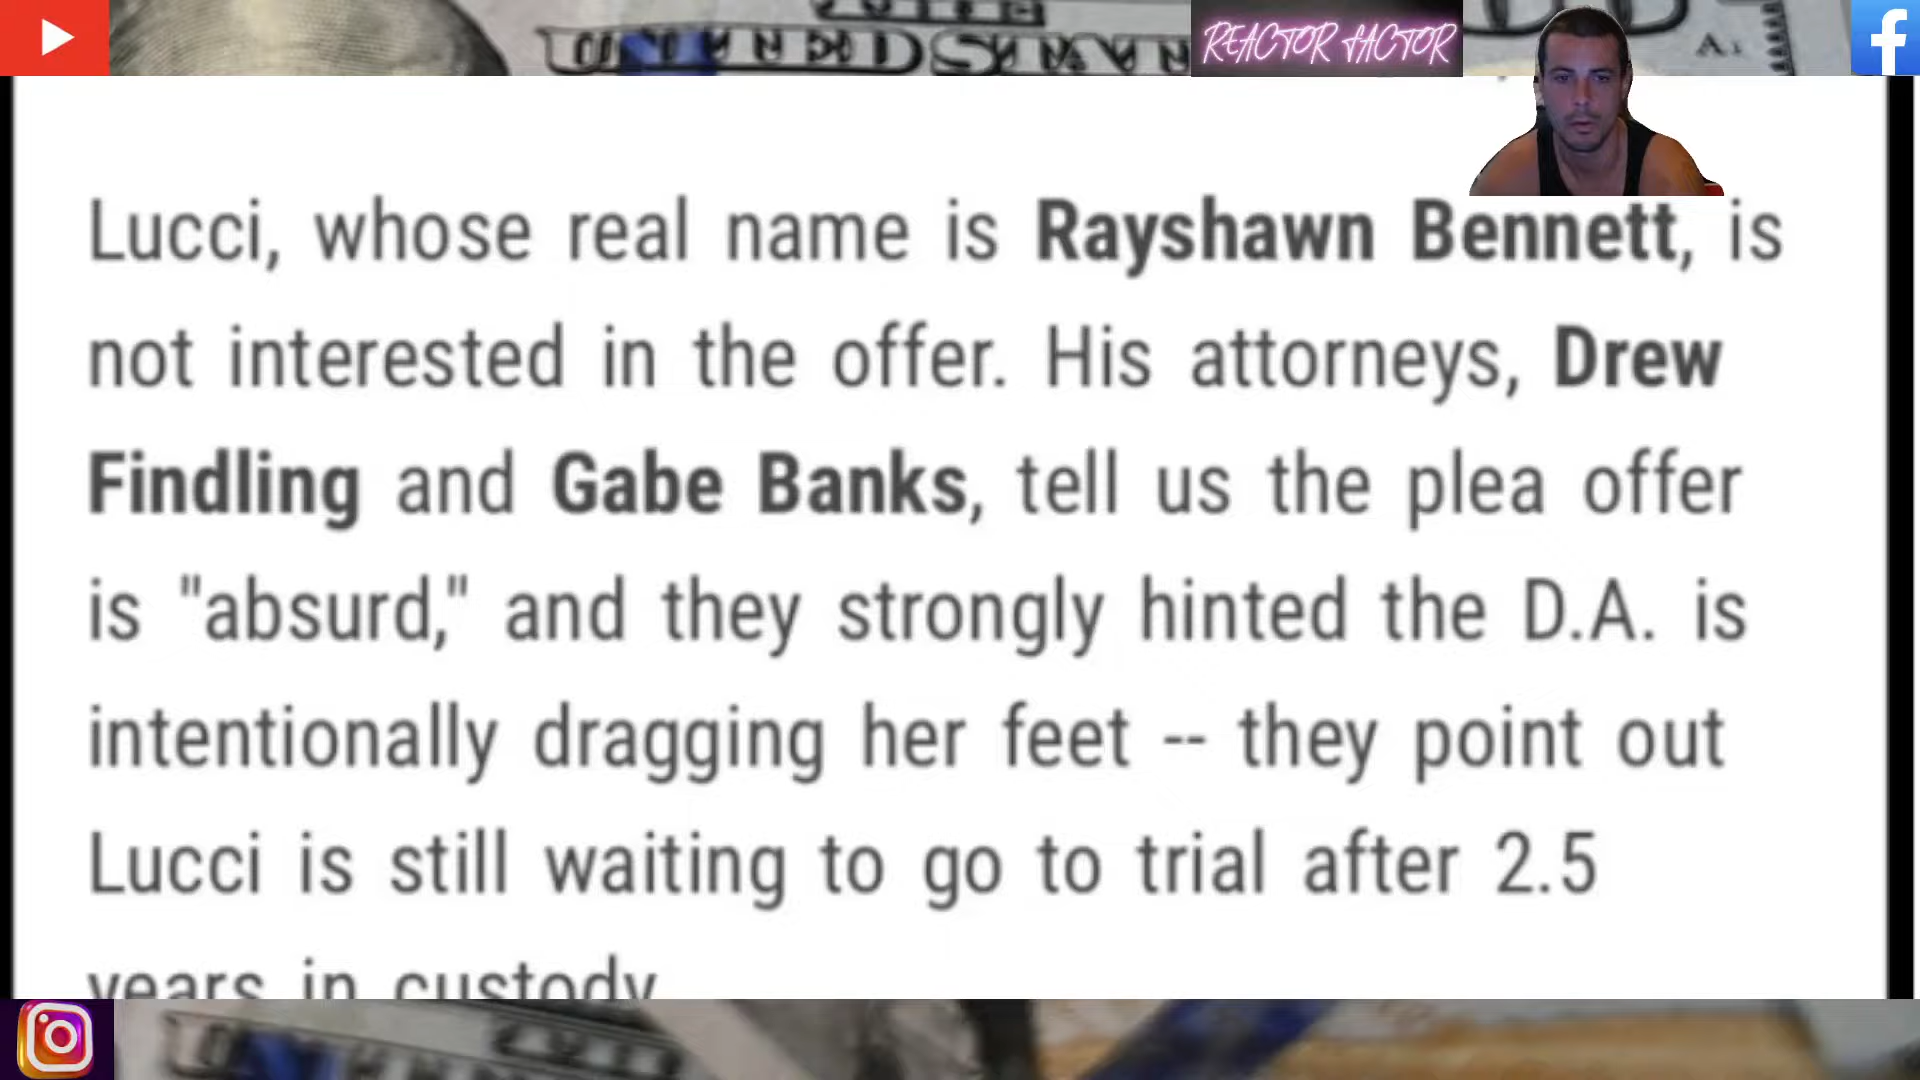 REACTOR FACTOR
Lucci, whose real name is Rayshawn Bennett, is
not interested in the offer. His attorneys, Drew
Findling and Gabe Banks, tell us the plea offer
is "absurd," and they strongly hinted the D.A. is
intentionally dragging her feet -- they point out
Lucci is still waiting to go to trial after 2.5
years in custody